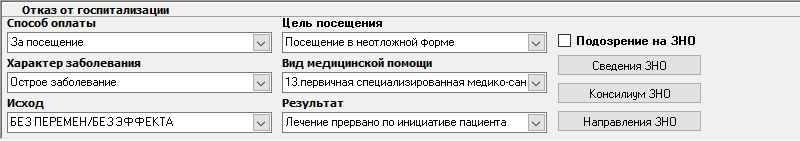 Отказ от госпитализации
Способ оплаты
За посещение
Цель посещения
Посещение в неотложной форме
Подозрение на ЗНО
Характер заболевания
Острое заболевание
Вид медицинской помощи
13.первичная специализированная медико-сан
Сведения ЗНО
Консилиум ЗНО
Исход
БЕЗ ПЕРЕМЕН/БЕЗ ЭФФЕКТА
Результат
Лечение прервано по инициативе пациента
Направления ЗНО